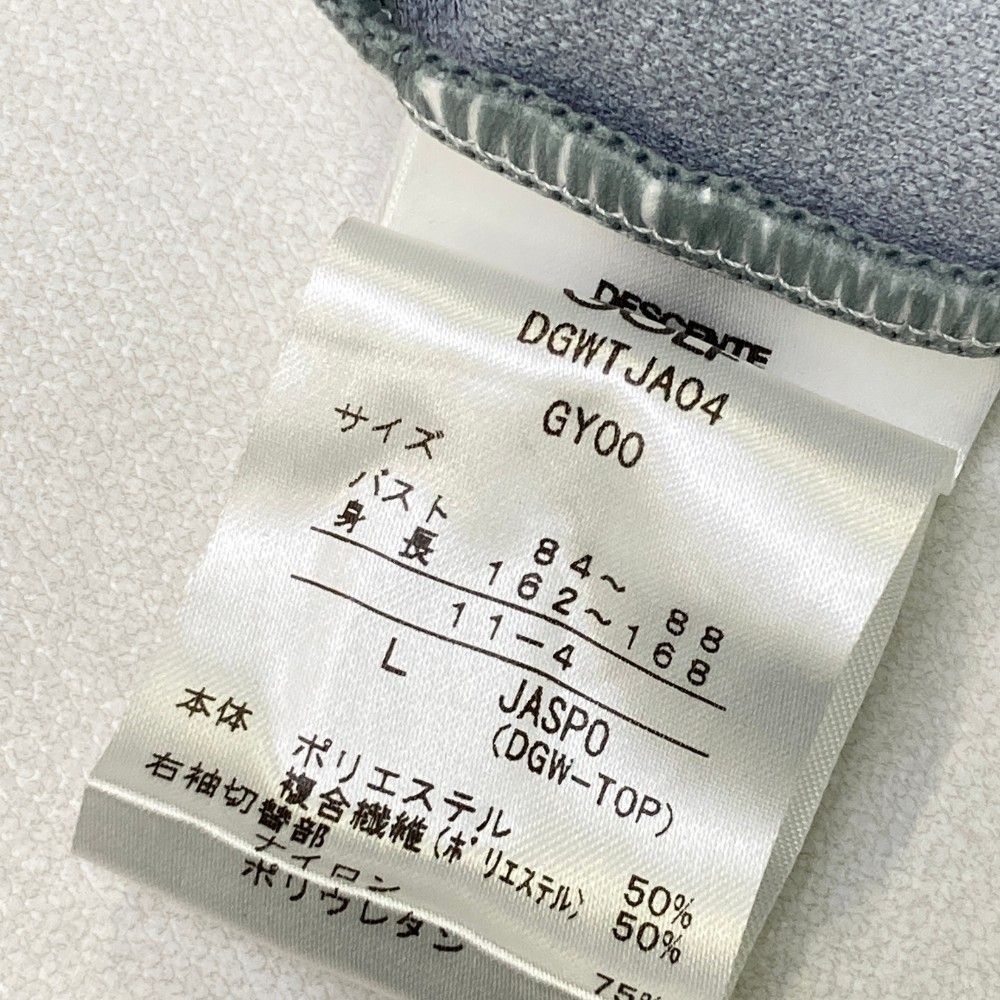 DESCENTE
DGWTJA04
GY00
サイズ
バスト 84～ 88
身 長 162～168
11-4
L JASPO
(DGW-TOP)
本体 ポリエステル 50%
複合繊維(ポリエステル) 50%
右袖切替部
ナイロン 75%
ポリウレタン